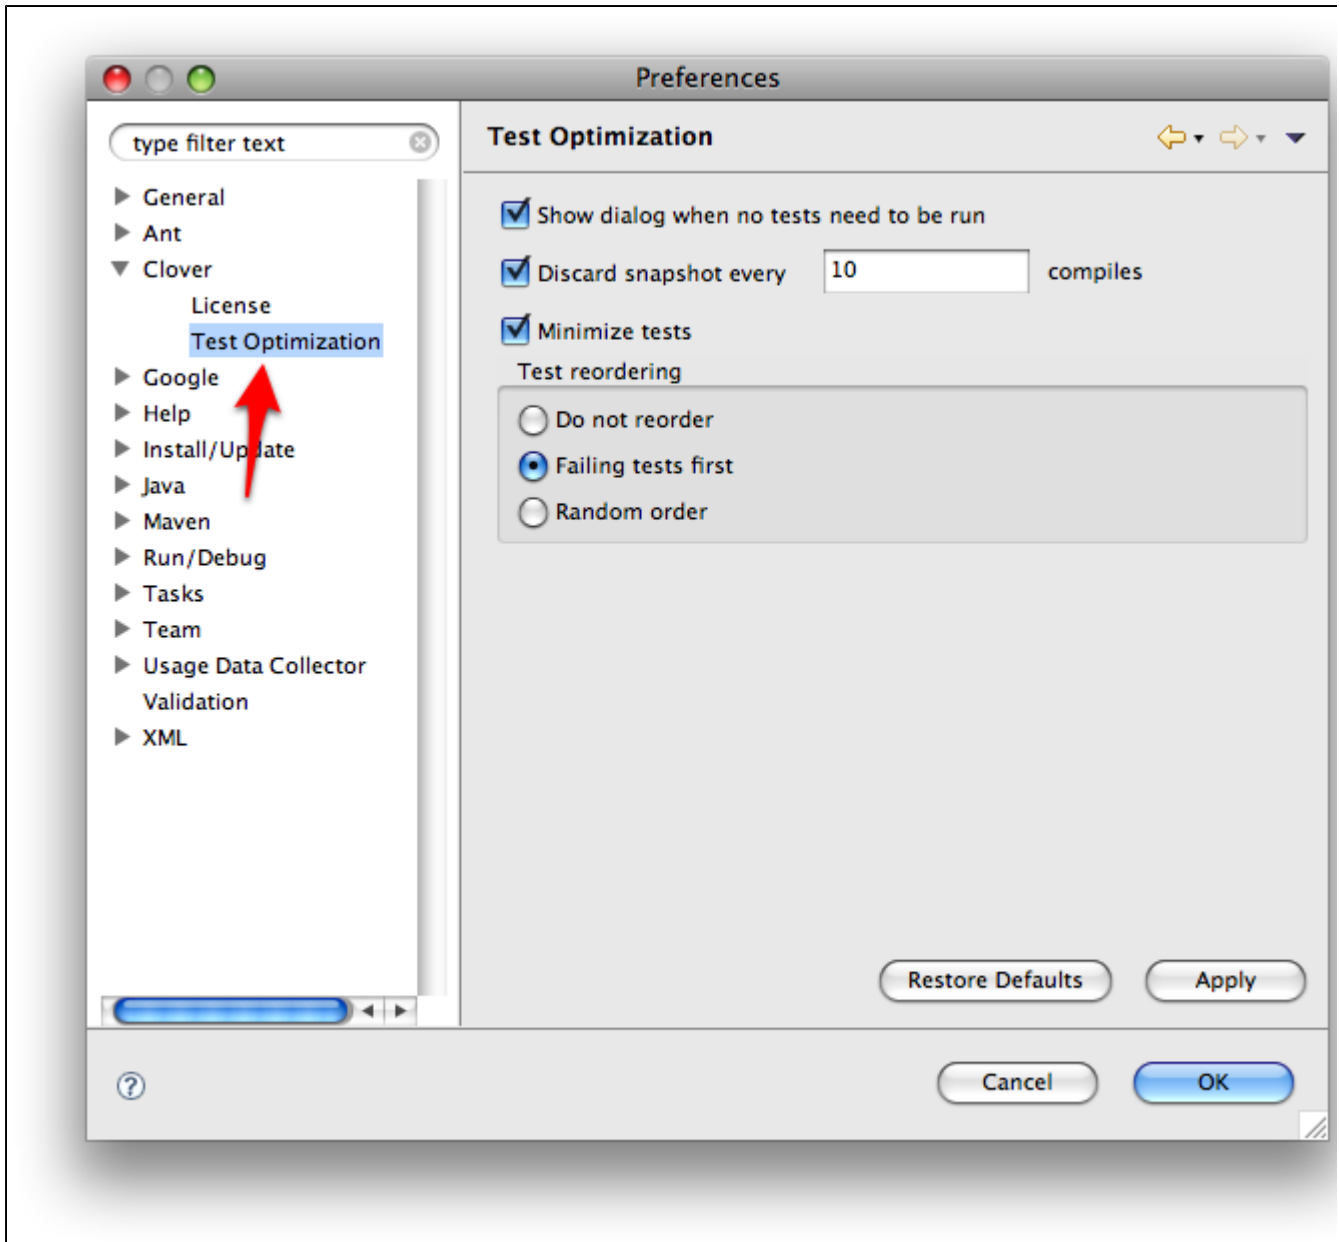 Preferences
type filter text
General
Ant
Clover
License
Test Optimization
Google
Help
Install/Update
Java
Maven
Run/Debug
Tasks
Team
Usage Data Collector
Validation
XML
Test Optimization
Show dialog when no tests need to be run
Discard snapshot every 10 compiles
Minimize tests
Test reordering
Do not reorder
Failing tests first
Random order
Restore Defaults Apply
? Cancel OK